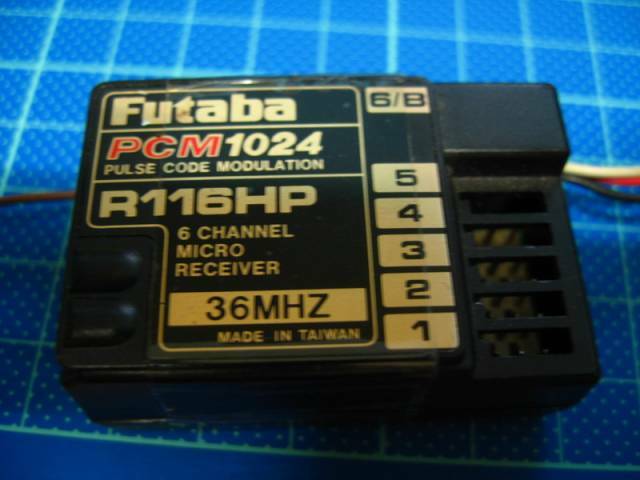 Futaba
PCM1024
PULSE CODE MODULATION
R116HP
6 CHANNEL
MICRO
RECEIVER
36MHZ
MADE IN TAIWAN
6/B
5
4
3
2
1